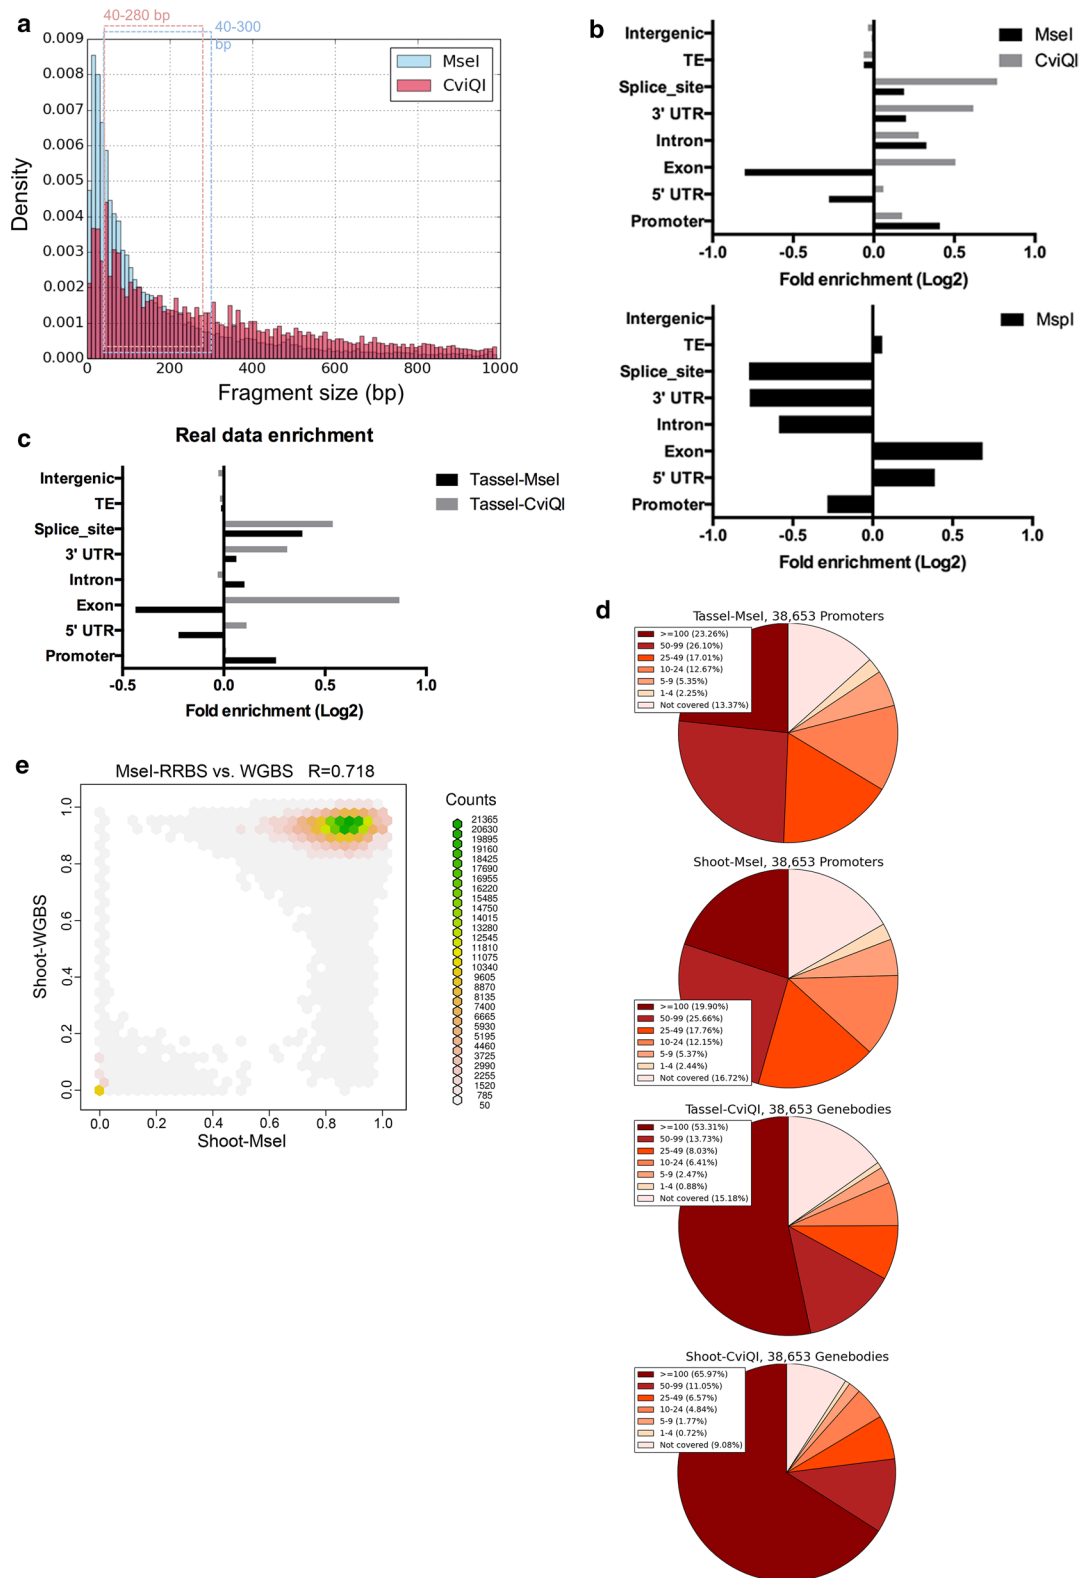 a
40-280 bp
40-300
bp
0.009
0.008
0.007
0.006
0.005
0.004
0.003
0.002
0.001
0.000
Density
MseI
CviQI
0
200
400
600
800
1000
Fragment size (bp)
b
Intergenic
TE
Splice_site
3' UTR
Intron
Exon
5' UTR
Promoter
MseI
CviQI
-1.0
-0.5
0.0
0.5
1.0
Fold enrichment (Log2)
Intergenic
TE
Splice_site
3' UTR
Intron
Exon
5' UTR
Promoter
MspI
-1.0
-0.5
0.0
0.5
1.0
Fold enrichment (Log2)
c
Real data enrichment
Intergenic
TE
Splice_site
3' UTR
Intron
Exon
5' UTR
Promoter
Tassel-MseI
Tassel-CviQI
-0.5
0.0
0.5
1.0
Fold enrichment (Log2)
d
Tassel-MseI, 38,653 Promoters
>=100 (23.26%)
50-99 (26.10%)
25-49 (17.01%)
10-24 (12.67%)
5-9 (5.35%)
1-4 (2.25%)
Not covered (13.37%)
Shoot-MseI, 38,653 Promoters
>=100 (19.90%)
50-99 (25.66%)
25-49 (17.76%)
10-24 (12.15%)
5-9 (5.37%)
1-4 (2.44%)
Not covered (16.72%)
Tassel-CviQI, 38,653 Genebodies
>=100 (53.31%)
50-99 (13.73%)
25-49 (8.03%)
10-24 (6.41%)
5-9 (2.47%)
1-4 (0.88%)
Not covered (15.18%)
Shoot-CviQI, 38,653 Genebodies
>=100 (65.97%)
50-99 (11.05%)
25-49 (6.57%)
10-24 (4.84%)
5-9 (1.77%)
1-4 (0.72%)
Not covered (9.08%)
e
MseI-RRBS vs. WGBS R=0.718
1.0
0.8
0.6
0.4
0.2
0.0
Shoot-WGBS
0.0
0.2
0.4
0.6
0.8
1.0
Shoot-MseI
Counts
21365
20630
19895
19160
18425
17690
16955
16220
15485
14750
14015
13280
12545
11810
11075
10340
9605
8870
8135
7400
6665
5930
5195
4460
3725
2990
2255
1520
785
50